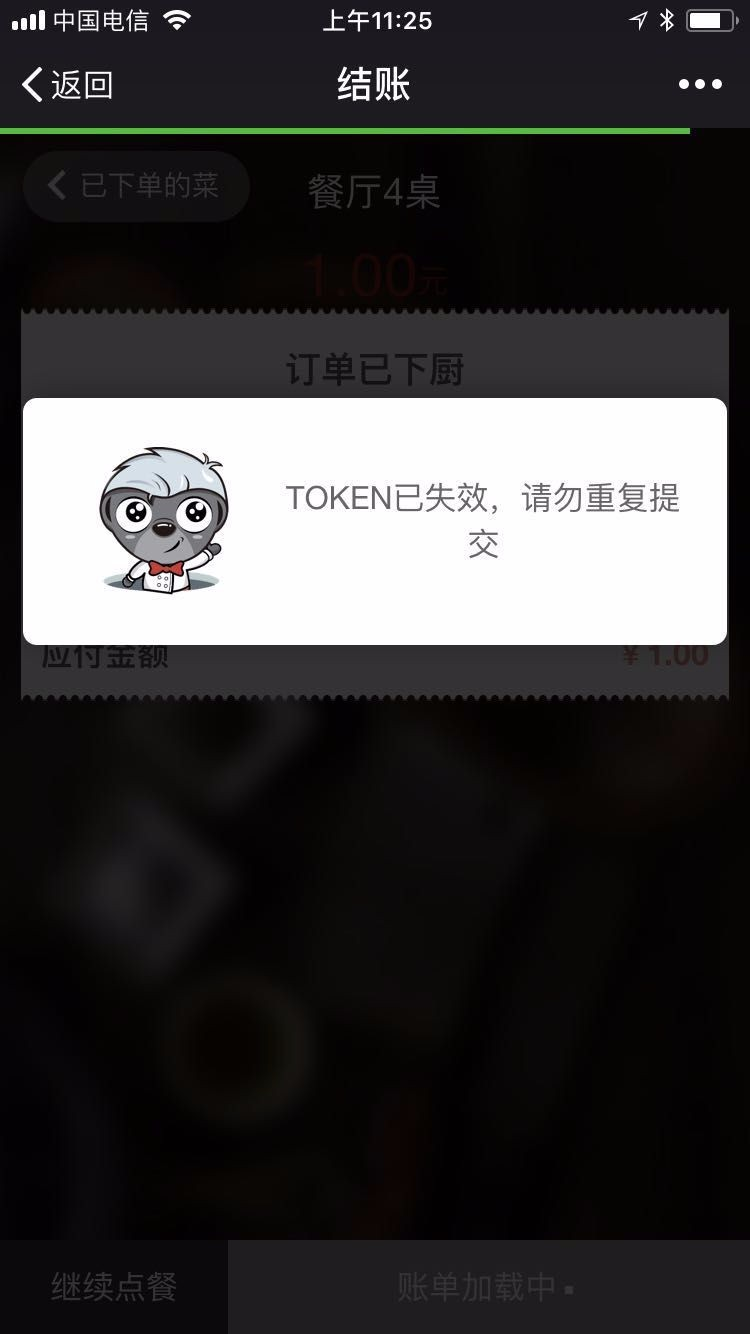 中国电信
上午11:25
返回
结账
已下单的菜
餐厅4桌
1.00元
订单已下厨
TOKEN已失效，请勿重复提
交
应付金额
¥ 1.00
继续点餐
账单加载中